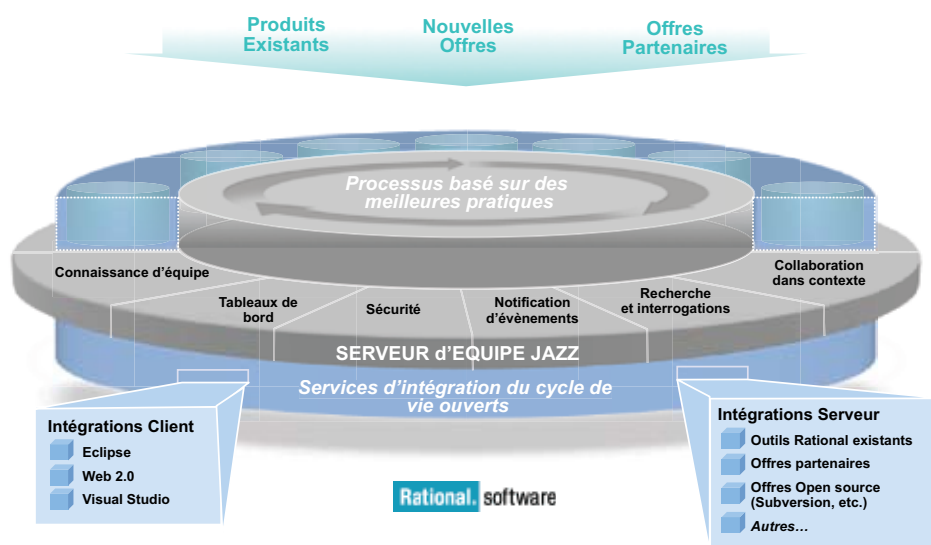 Produits
Existants
Nouvelles
Offres
Offres
Partenaires
Processus basé sur des
meilleures pratiques
Connaissance d'équipe
Tableaux de
bord
Sécurité
Notification
d'évènements
Recherche
et interrogations
Collaboration
dans contexte
SERVEUR d'EQUIPE JAZZ
Services d'intégration du cycle de
vie ouverts
Intégrations Client
Eclipse
Web 2.0
Visual Studio
Intégrations Serveur
Outils Rational existants
Offres partenaires
Offres Open source
(Subversion, etc.)
Autres…
Rational. software